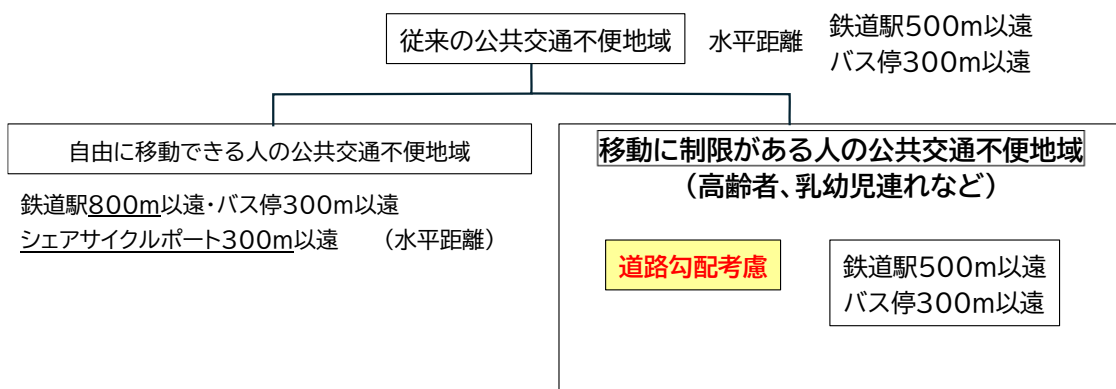 従来の公共交通不便地域
水平距離
鉄道駅500m以遠
バス停300m以遠
自由に移動できる人の公共交通不便地域
鉄道駅800m以遠・バス停300m以遠
シェアサイクルポート300m以遠 （水平距離）
移動に制限がある人の公共交通不便地域
（高齢者、乳幼児連れなど）
道路勾配考慮
鉄道駅500m以遠
バス停300m以遠